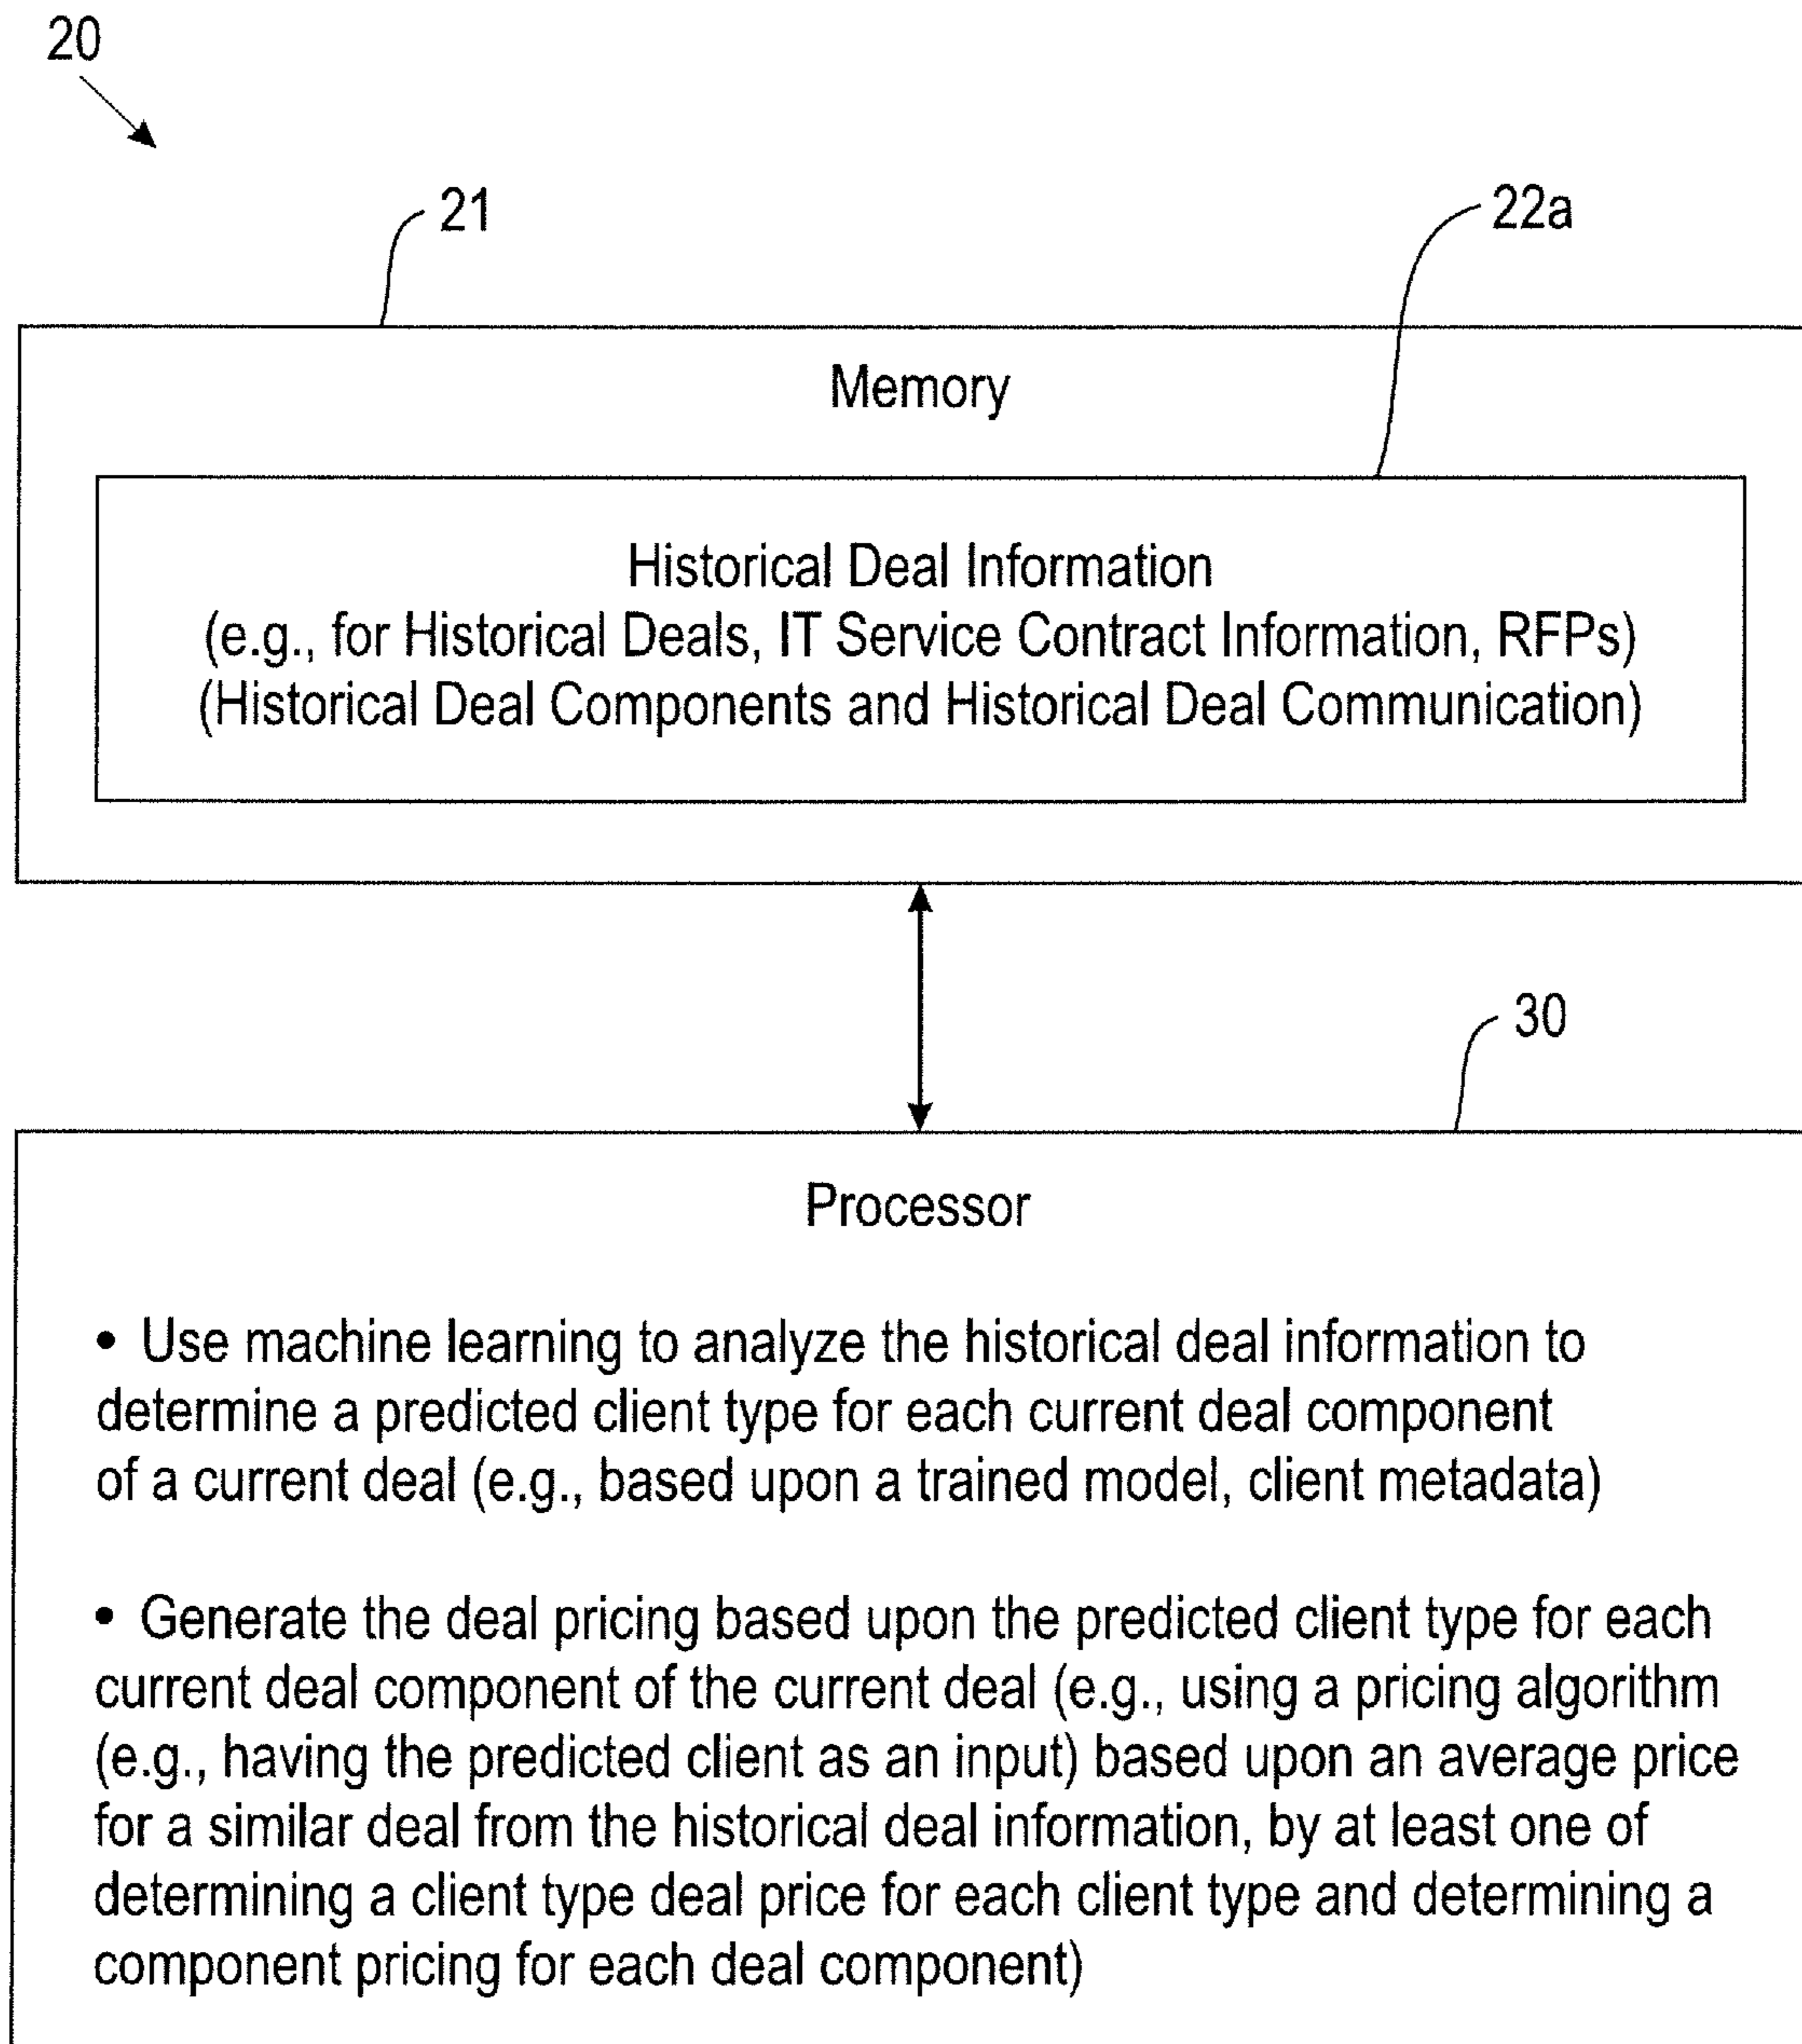 20
21
22a
Memory
Historical Deal Information
(e.g., for Historical Deals, IT Service Contract Information, RFPs)
(Historical Deal Components and Historical Deal Communication)
30
Processor
• Use machine learning to analyze the historical deal information to
determine a predicted client type for each current deal component
of a current deal (e.g., based upon a trained model, client metadata)
• Generate the deal pricing based upon the predicted client type for each
current deal component of the current deal (e.g., using a pricing algorithm
(e.g., having the predicted client as an input) based upon an average price
for a similar deal from the historical deal information, by at least one of
determining a client type deal price for each client type and determining a
component pricing for each deal component)